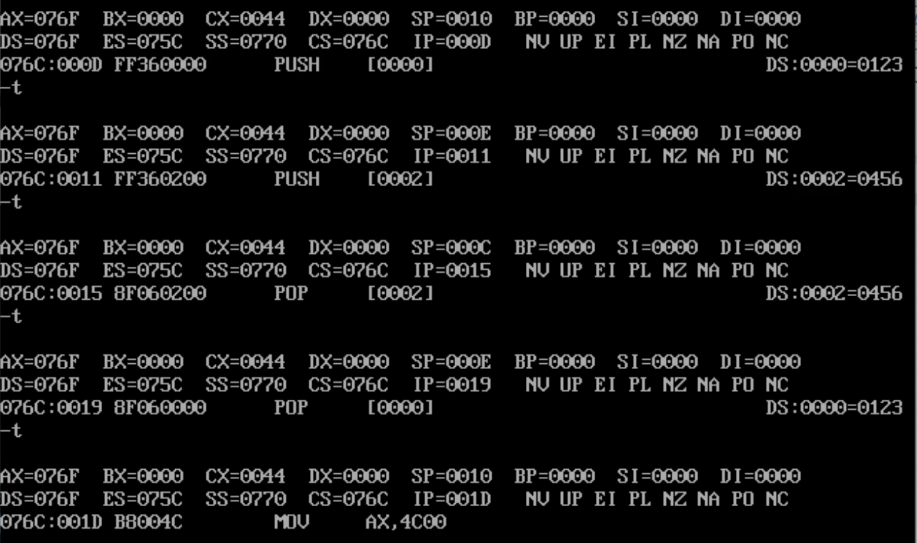 AX=076F BX=0000 CX=0044 DX=0000 SP=0010 BP=0000 SI=0000 DI=0000
DS=076F ES=075C SS=0770 CS=076C IP=000D NV UP EI PL NZ NA PO NC
076C:000D FF360000 PUSH [0000] DS:0000=0123
-t
AX=076F BX=0000 CX=0044 DX=0000 SP=000E BP=0000 SI=0000 DI=0000
DS=076F ES=075C SS=0770 CS=076C IP=0011 NV UP EI PL NZ NA PO NC
076C:0011 FF360200 PUSH [0002] DS:0002=0456
-t
AX=076F BX=0000 CX=0044 DX=0000 SP=000C BP=0000 SI=0000 DI=0000
DS=076F ES=075C SS=0770 CS=076C IP=0015 NV UP EI PL NZ NA PO NC
076C:0015 8F060200 POP [0002] DS:0002=0456
-t
AX=076F BX=0000 CX=0044 DX=0000 SP=000E BP=0000 SI=0000 DI=0000
DS=076F ES=075C SS=0770 CS=076C IP=0019 NV UP EI PL NZ NA PO NC
076C:0019 8F060000 POP [0000] DS:0000=0123
-t
AX=076F BX=0000 CX=0044 DX=0000 SP=0010 BP=0000 SI=0000 DI=0000
DS=076F ES=075C SS=0770 CS=076C IP=001D NV UP EI PL NZ NA PO NC
076C:001D B8004C MOV AX,4C00